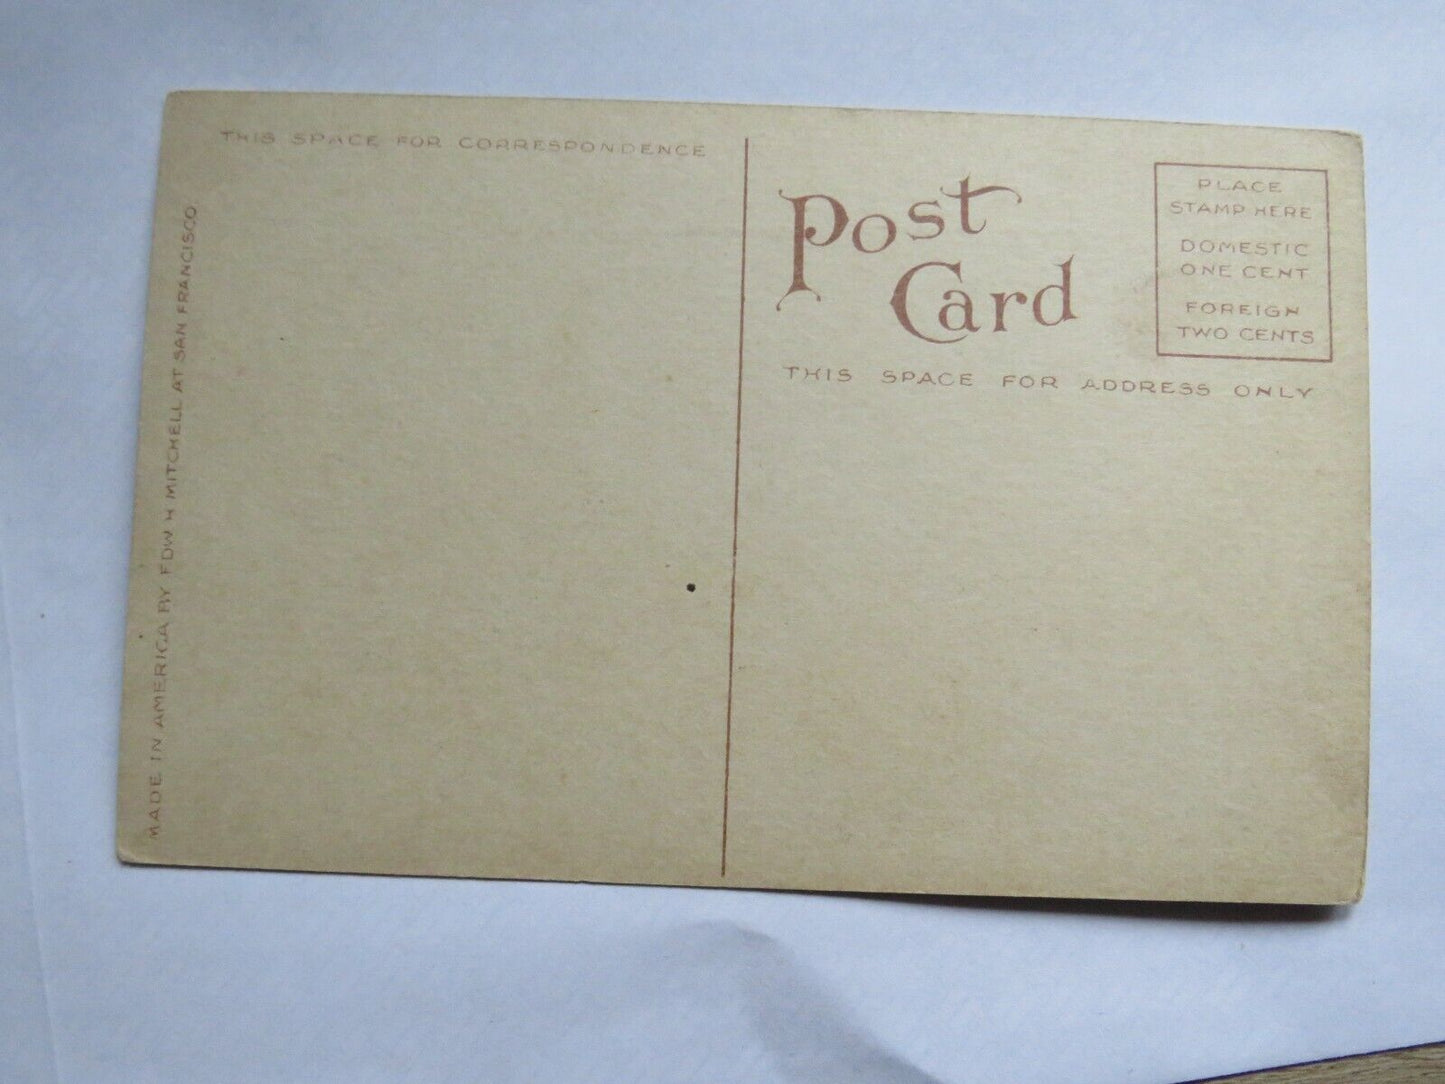 THIS SPACE FOR CORRESPONDENCE
MADE IN AMERICA BY EDW H MITCHELL AT SAN FRANCISCO.
Post
Card
THIS SPACE FOR ADDRESS ONLY
PLACE
STAMP HERE
DOMESTIC
ONE CENT
FOREIGN
TWO CENTS